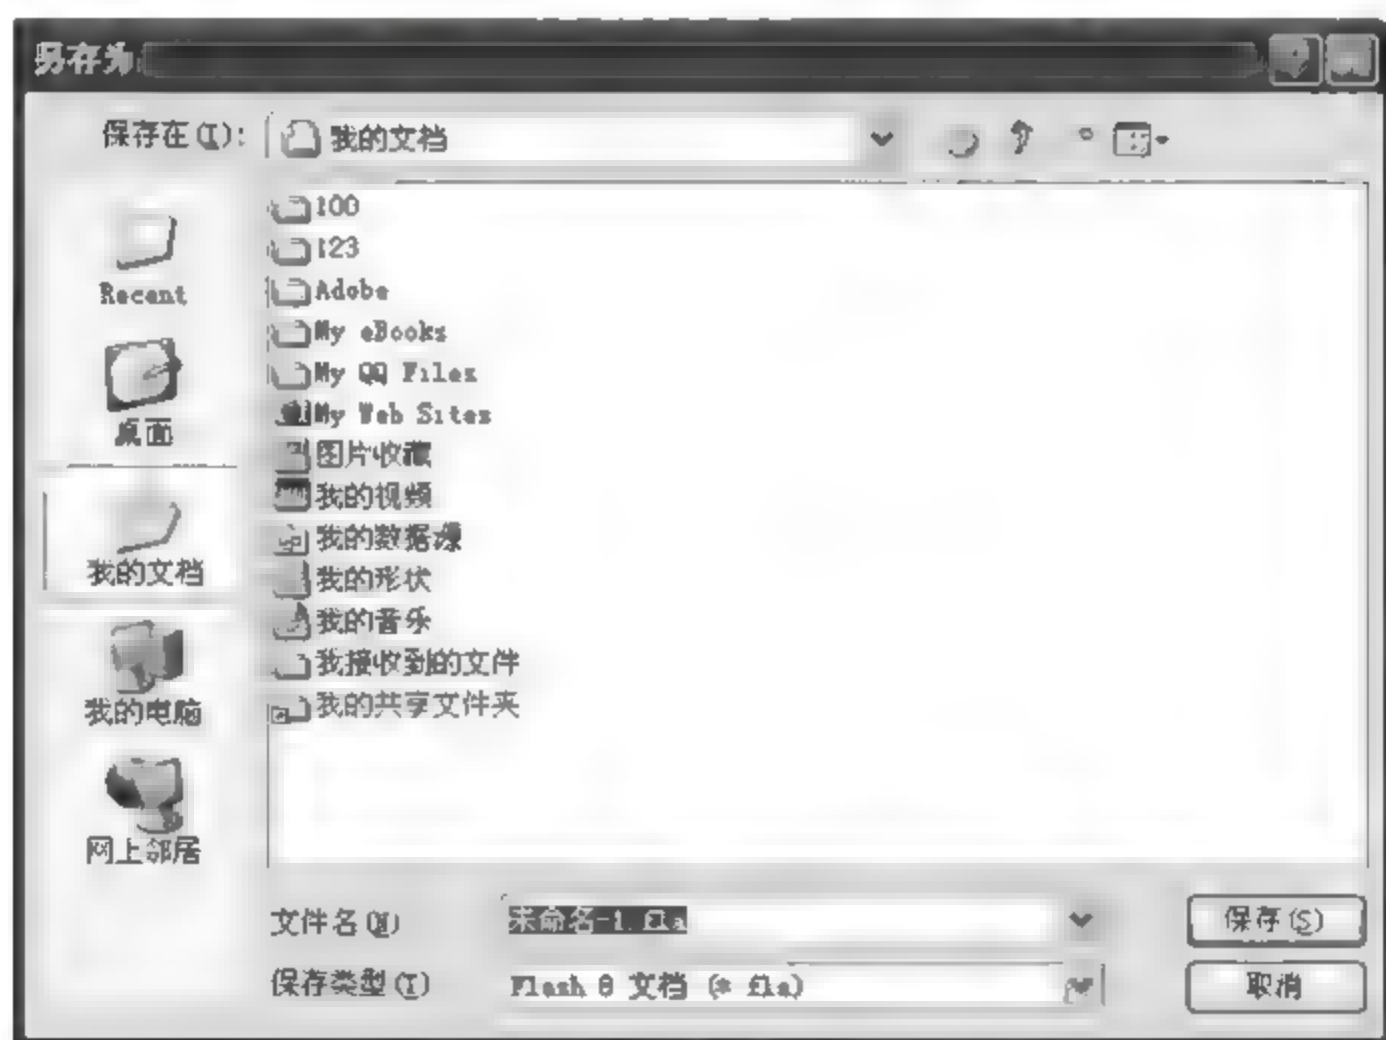 另存为
保存在(I):
我的文档
100
123
Adobe
My eBooks
My QQ Files
My Web Sites
图片收藏
我的视频
我的数据源
我的形状
我的音乐
我接收到的文件
我的共享文件夹
Recent
桌面
我的文档
我的电脑
网上邻居
文件名(N)
未命名-1.fla
保存(S)
保存类型(T)
Flash 8 文档 (*.fla)
取消